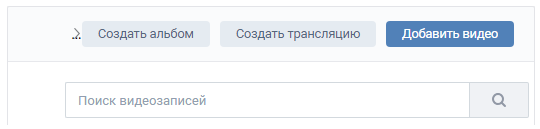 Создать альбом Создать трансляцию Добавить видео
Поиск видеозаписей